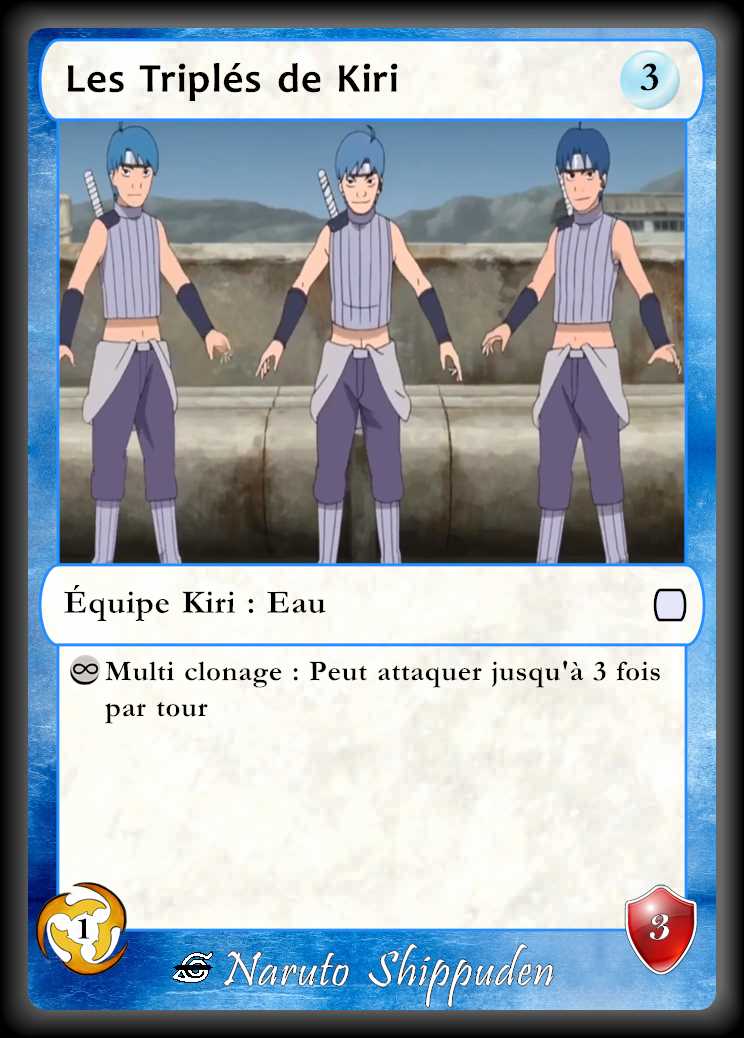 Les Triplés de Kiri
3
Équipe Kiri : Eau
∞ Multi clonage : Peut attaquer jusqu'à 3 fois
par tour
1
3
Naruto Shippuden